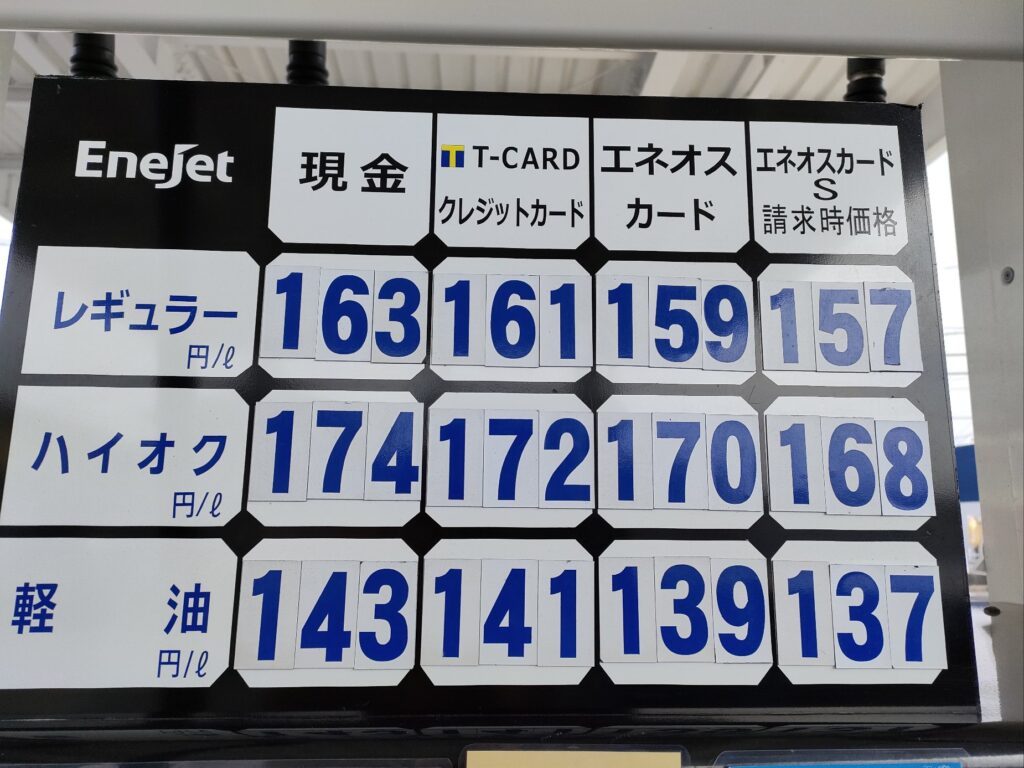 EneJet
現金
T T-CARD
クレジットカード
エネオス
カード
エネオスカード
S
請求時価格
レギュラー
円/ℓ
163 161 159 157
ハイオク
円/ℓ
174 172 170 168
軽油
円/ℓ
143 141 139 137